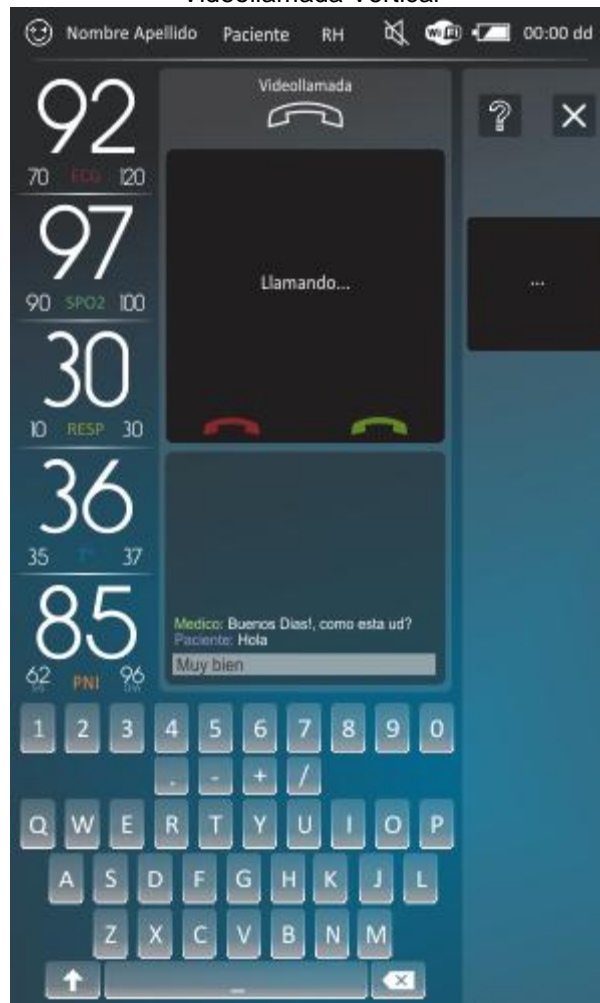 Videollamada Vertical
Nombre Apellido Paciente RH WiFi 00:00 dd
92
70 ECG 120
97
90 SPO2 100
30
10 RESP 30
36
35 T° 37
85
62 PNI 96
Videollamada
? X
Llamando...
...
Medico: Buenos Dias!, como esta ud?
Paciente: Hola
Muy bien
1 2 3 4 5 6 7 8 9 0
. - + /
Q W E R T Y U I O P
A S D F G H K J L
Z X C V B N M
_